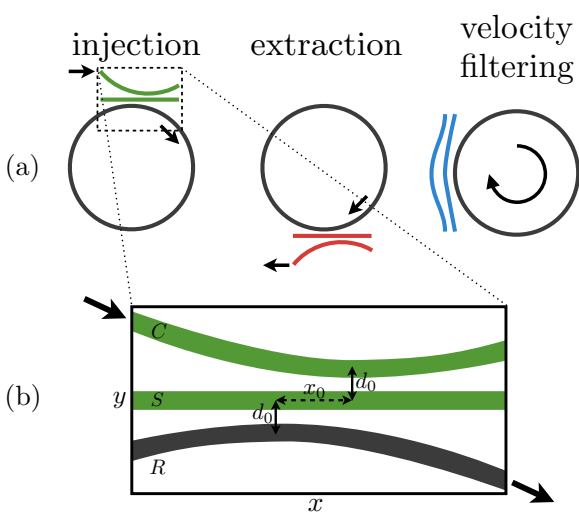 injection
extraction
velocity
filtering
(a)
(b)
C
d₀
x₀
y
S
d₀
R
x